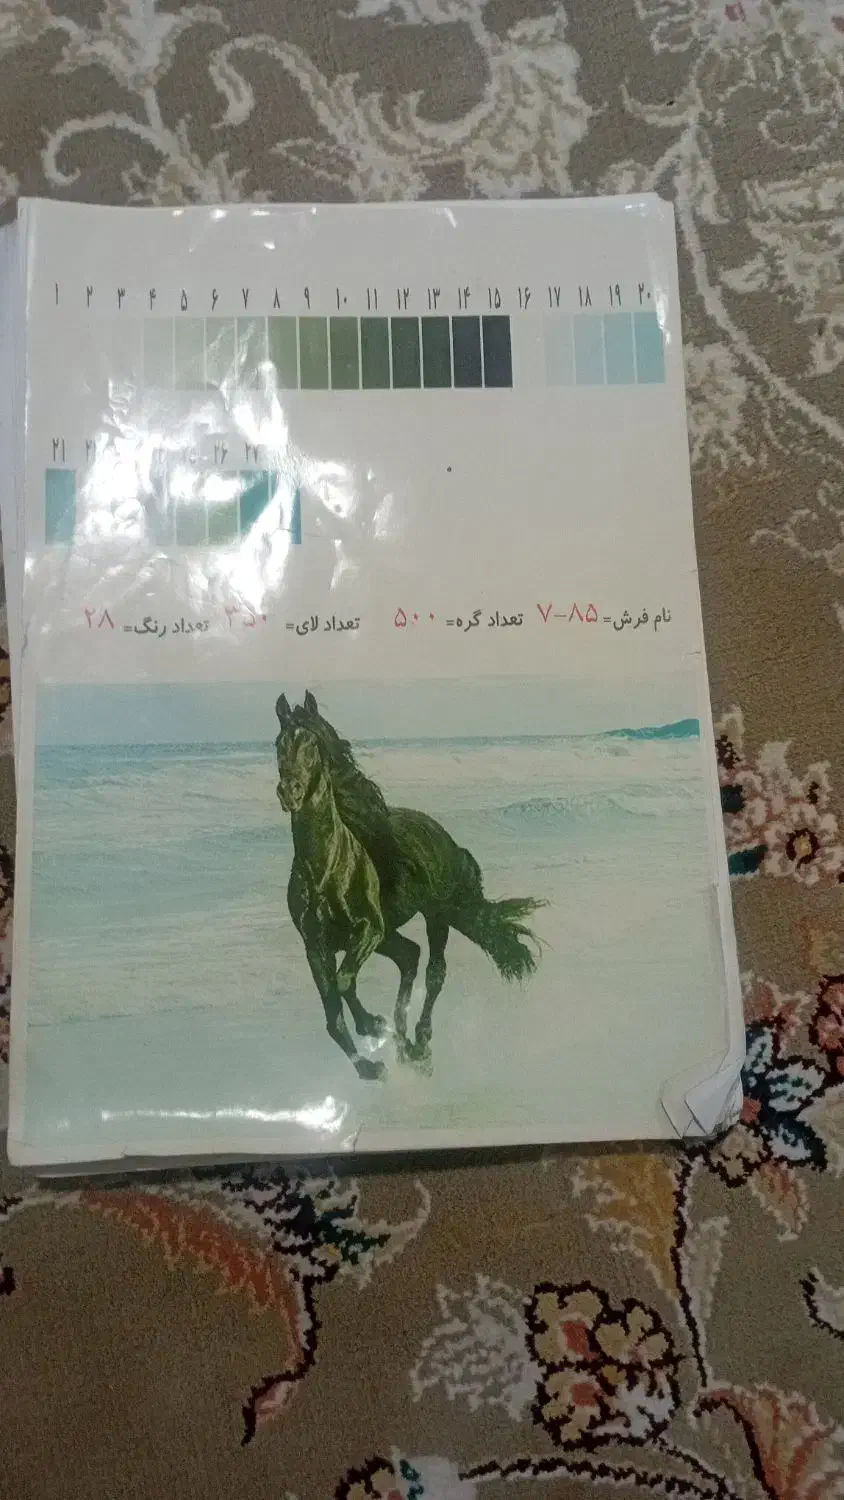 ۱ ۲ ۳ ۴ ۵ ۶ ۷ ۸ ۹ ۱۰ ۱۱ ۱۲ ۱۳ ۱۴ ۱۵ ۱۶ ۱۷ ۱۸ ۱۹ ۲۰
۲۱ ۲۶ ۲۷
نام فرش= ۷-۸۵ تعداد گره= ۵۰۰ تعداد لای= ۳۵۰ تعداد رنگ= ۲۸